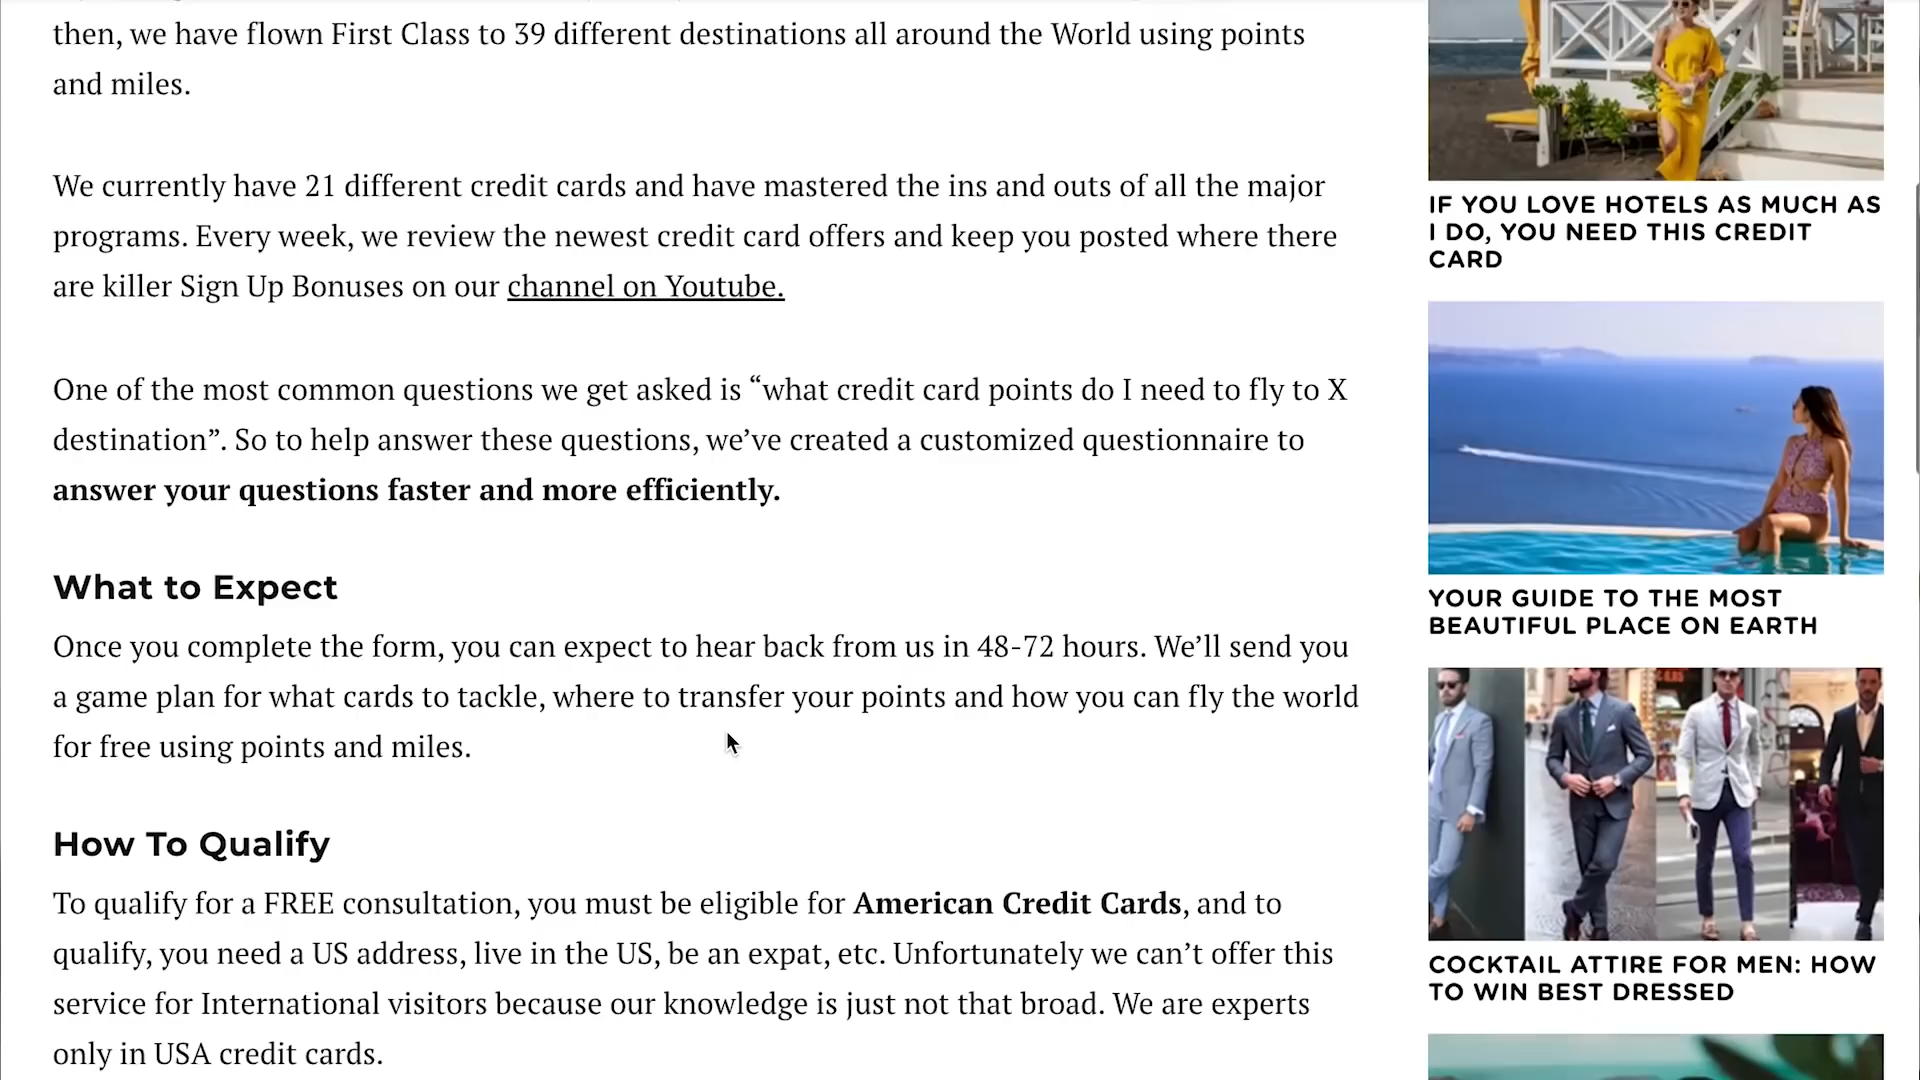 then, we have flown First Class to 39 different destinations all around the World using points
and miles.
We currently have 21 different credit cards and have mastered the ins and outs of all the major
programs. Every week, we review the newest credit card offers and keep you posted where there
are killer Sign Up Bonuses on our channel on Youtube.
One of the most common questions we get asked is “what credit card points do I need to fly to X
destination”. So to help answer these questions, we’ve created a customized questionnaire to
answer your questions faster and more efficiently.
What to Expect
Once you complete the form, you can expect to hear back from us in 48-72 hours. We’ll send you
a game plan for what cards to tackle, where to transfer your points and how you can fly the world
for free using points and miles.
How To Qualify
To qualify for a FREE consultation, you must be eligible for American Credit Cards, and to
qualify, you need a US address, live in the US, be an expat, etc. Unfortunately we can’t offer this
service for International visitors because our knowledge is just not that broad. We are experts
only in USA credit cards.
IF YOU LOVE HOTELS AS MUCH AS
I DO, YOU NEED THIS CREDIT
CARD
YOUR GUIDE TO THE MOST
BEAUTIFUL PLACE ON EARTH
COCKTAIL ATTIRE FOR MEN: HOW
TO WIN BEST DRESSED